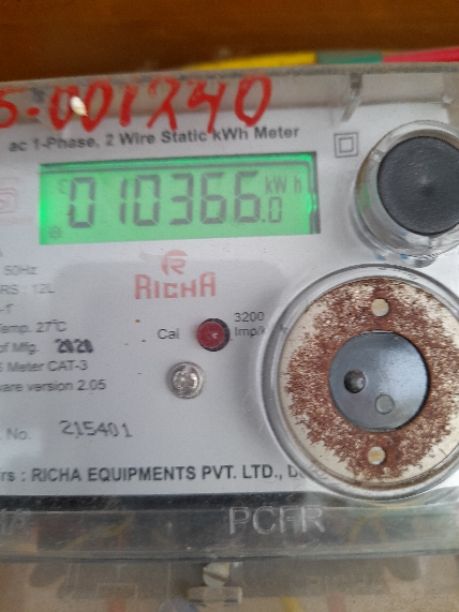 5-001240
ac 1-Phase, 2 Wire Static kWh Meter
010366.0 kWh
50Hz
RS : 12L
RICHA
Cal 3200
Imp/k
Temp. 27°C
of Mfg. 2020
Meter CAT-3
ware version 2.05
No. 215401
rs : RICHA EQUIPMENTS PVT. LTD.,